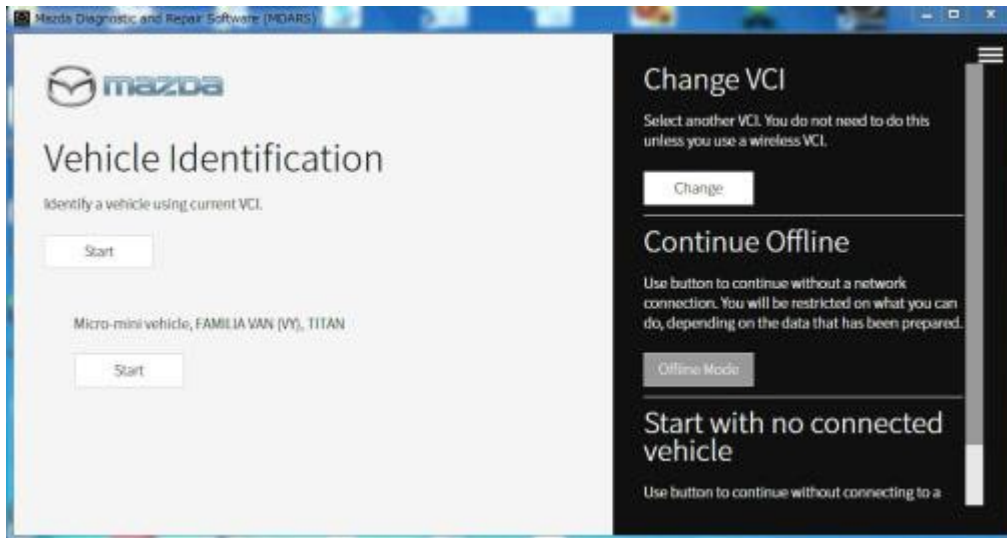 Mazda Diagnostic and Repair Software (MDARS)
mazda
Vehicle Identification
Identify a vehicle using current VCI.
Start
Micro-mini vehicle, FAMILIA VAN (VY), TITAN
Start
Change VCI
Select another VCI. You do not need to do this
unless you use a wireless VCI.
Change
Continue Offline
Use button to continue without a network
connection. You will be restricted on what you can
do, depending on the data that has been prepared.
Offline Mode
Start with no connected
vehicle
Use button to continue without connecting to a